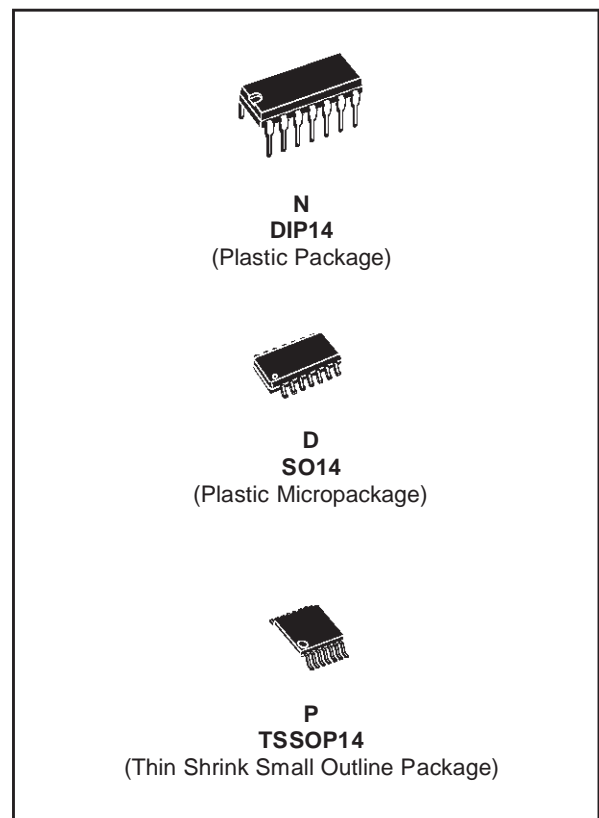 N
DIP14
(Plastic Package)
D
SO14
(Plastic Micropackage)
P
TSSOP14
(Thin Shrink Small Outline Package)